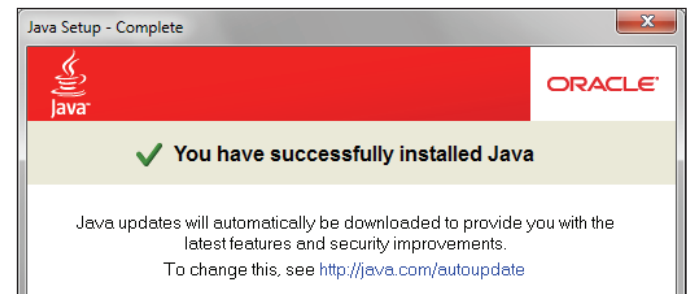 Java Setup - Complete
Java™
ORACLE®
You have successfully installed Java
Java updates will automatically be downloaded to provide you with the
latest features and security improvements.
To change this, see http://java.com/autoupdate